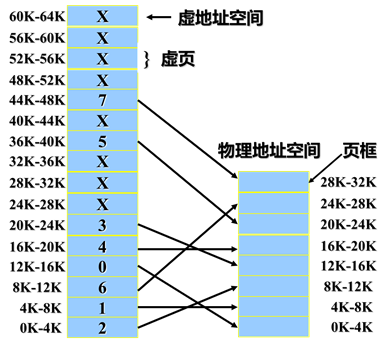 60K-64K X 虚地址空间
56K-60K X
52K-56K X } 虚页
48K-52K X
44K-48K 7
40K-44K X
36K-40K 5 物理地址空间 页框
32K-36K X
28K-32K X 28K-32K
24K-28K X 24K-28K
20K-24K 3 20K-24K
16K-20K 4 16K-20K
12K-16K 0 12K-16K
8K-12K 6 8K-12K
4K-8K 1 4K-8K
0K-4K 2 0K-4K